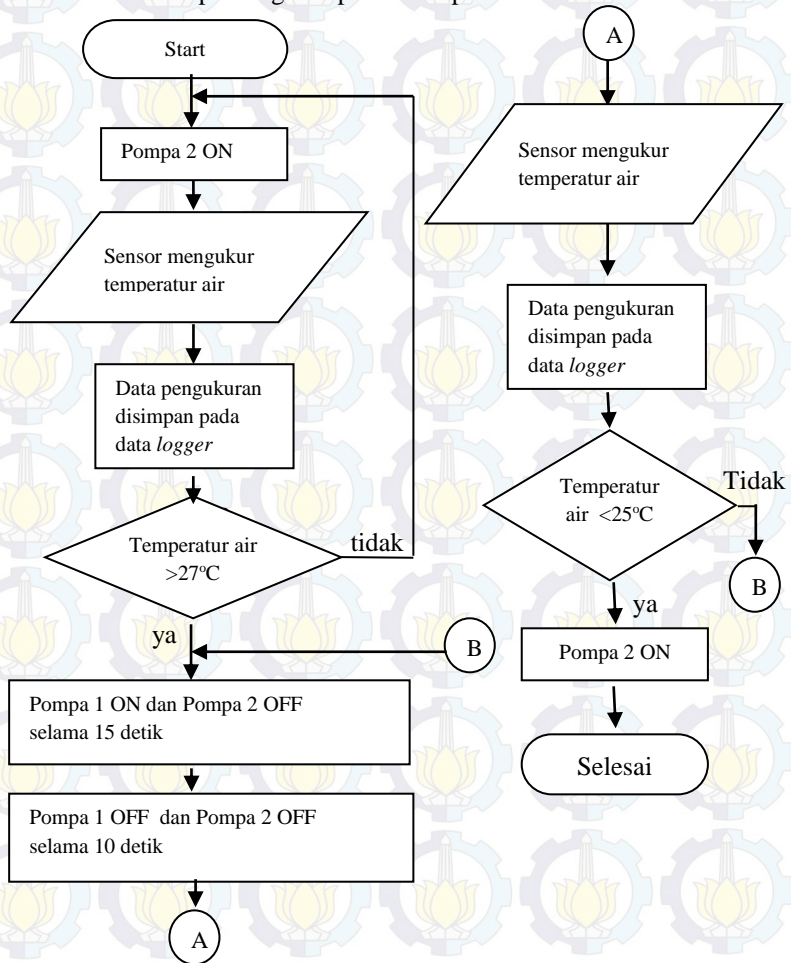 Start
Pompa 2 ON
Sensor mengukur
temperatur air
Data pengukuran
disimpan pada
data logger
Temperatur air
>27°C
tidak
ya
B
Pompa 1 ON dan Pompa 2 OFF
selama 15 detik
Pompa 1 OFF dan Pompa 2 OFF
selama 10 detik
A
A
Sensor mengukur
temperatur air
Data pengukuran
disimpan pada
data logger
Temperatur
air <25°C
Tidak
B
ya
Pompa 2 ON
Selesai